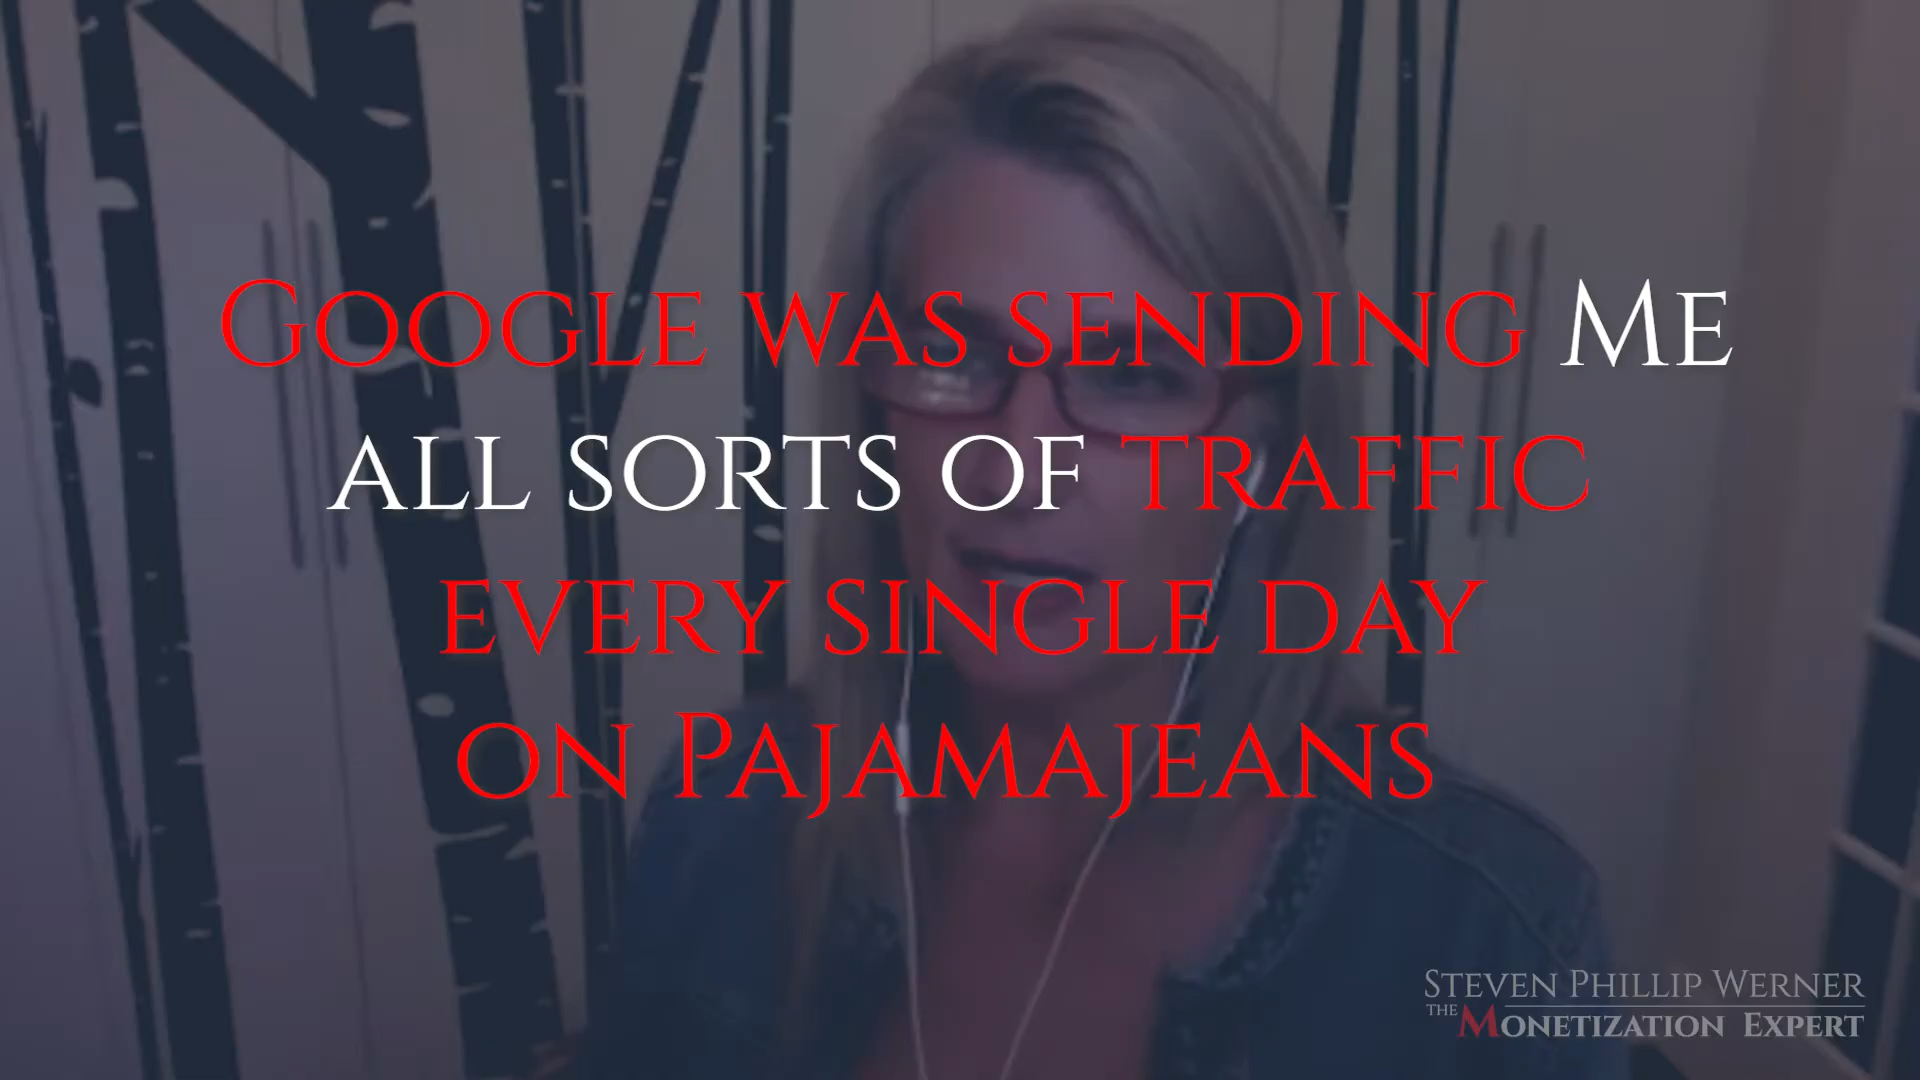 Google was sending Me
all sorts of traffic
every single day
on Pajamajeans
Steven Phillip Werner
The Monetization Expert